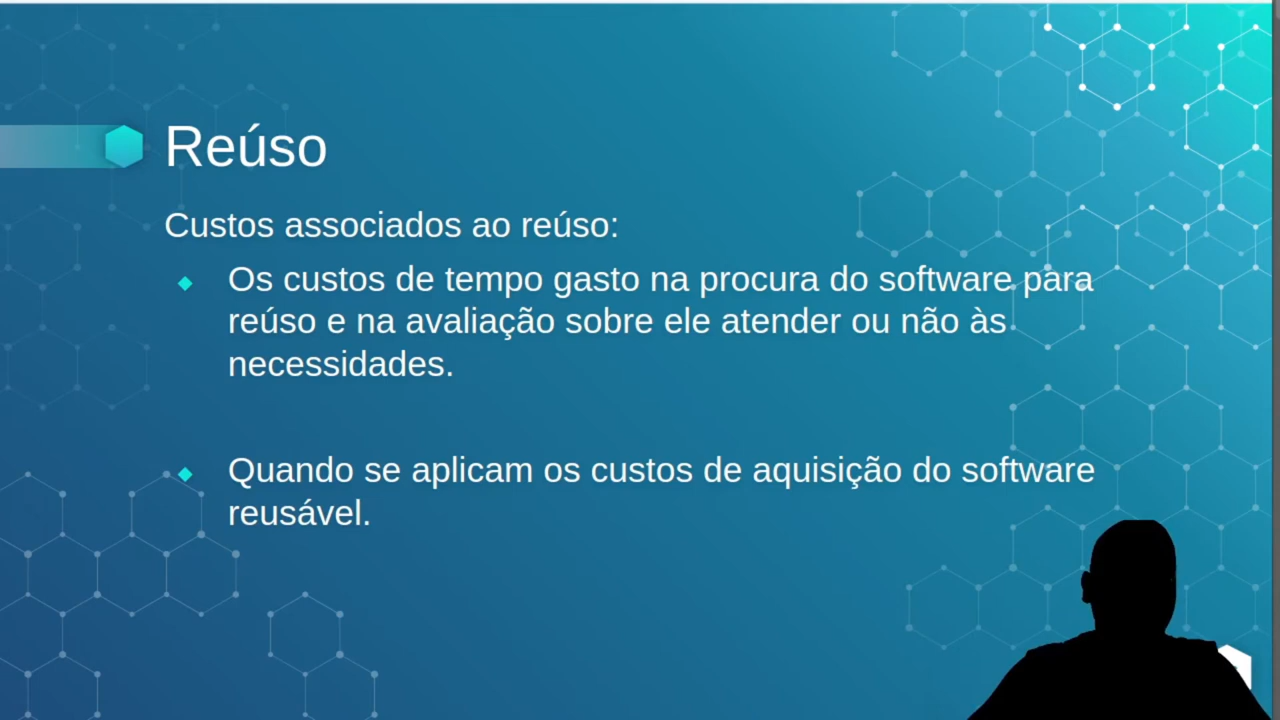 Reúso
Custos associados ao reúso:
Os custos de tempo gasto na procura do software para
reúso e na avaliação sobre ele atender ou não às
necessidades.
Quando se aplicam os custos de aquisição do software
reusável.